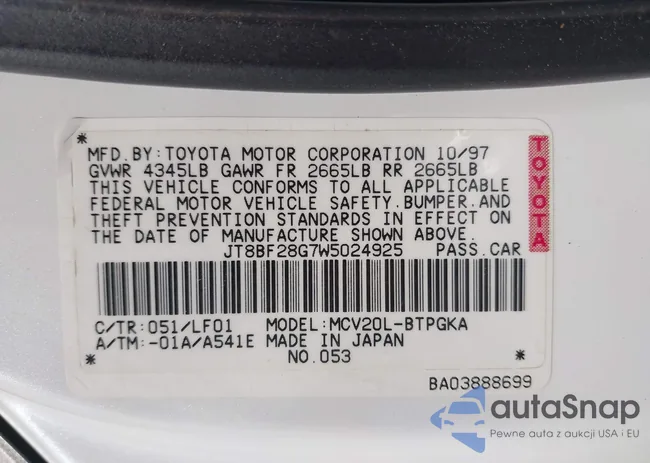 MFD.BY:TOYOTA MOTOR CORPORATION 10/97
GVWR 4345LB GAWR FR 2665LB RR 2665LB
THIS VEHICLE CONFORMS TO ALL APPLICABLE
FEDERAL MOTOR VEHICLE SAFETY.BUMPER.AND
THEFT PREVENTION STANDARDS IN EFFECT ON
THE DATE OF MANUFACTURE SHOWN ABOVE.
JT8BF28G7W5024925 PASS.CAR
TOYOTA
C/TR:051/LF01 MODEL:MCV20L-BTPGKA
A/TM:-01A/A541E MADE IN JAPAN
NO.053
BA03888699
autaSnap
Pewne auta z aukcji USA i EU